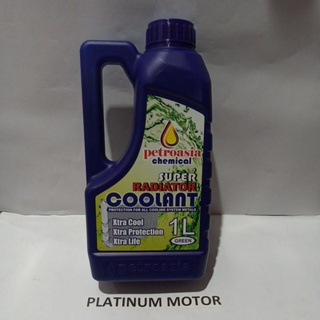 petroasia
chemical
SUPER
RADIATOR
COOLANT
PROTECTION FOR ALL COOLING SYSTEM METALS
Xtra Cool
Xtra Protection
Xtra Life
1L
GREEN
PLATINUM MOTOR